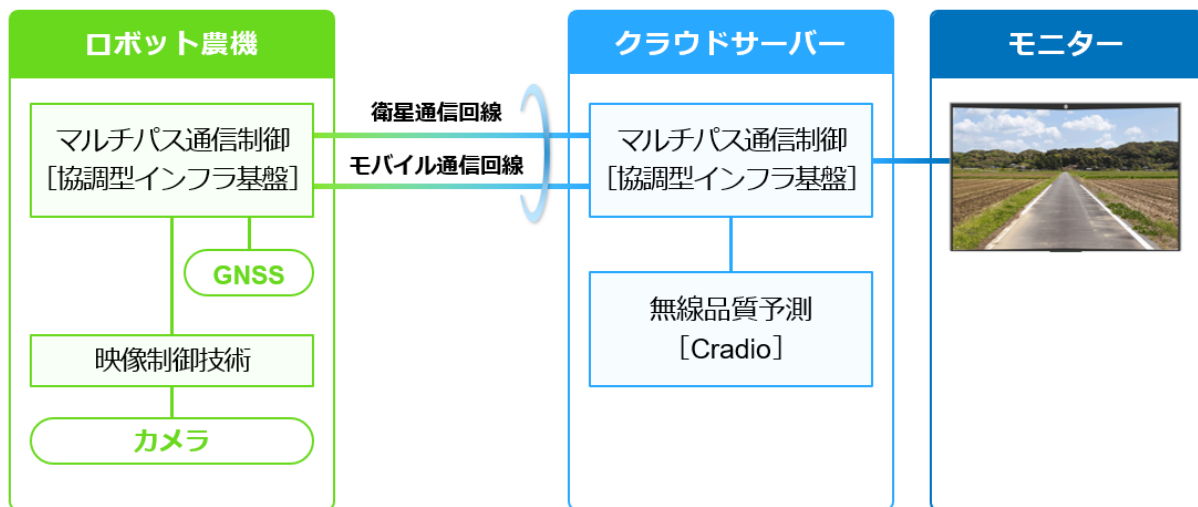 ロボット農機
クラウドサーバー
モニター
マルチパス通信制御
[協調型インフラ基盤]
GNSS
映像制御技術
カメラ
衛星通信回線
モバイル通信回線
マルチパス通信制御
[協調型インフラ基盤]
無線品質予測
[Cradio]